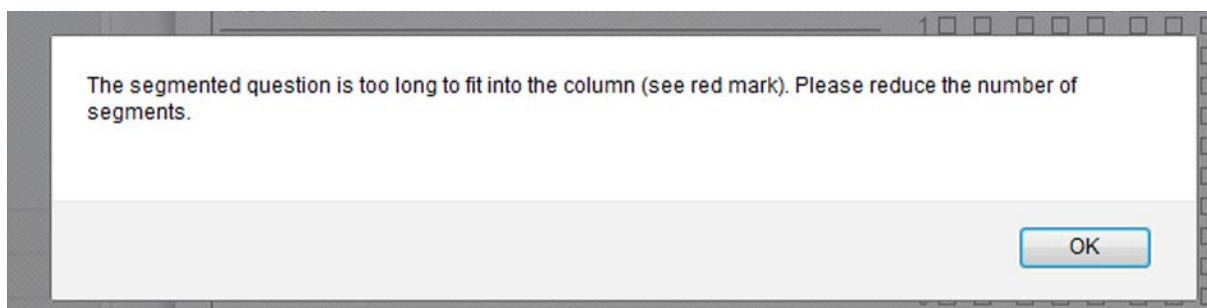 1
The segmented question is too long to fit into the column (see red mark). Please reduce the number of
segments.
OK